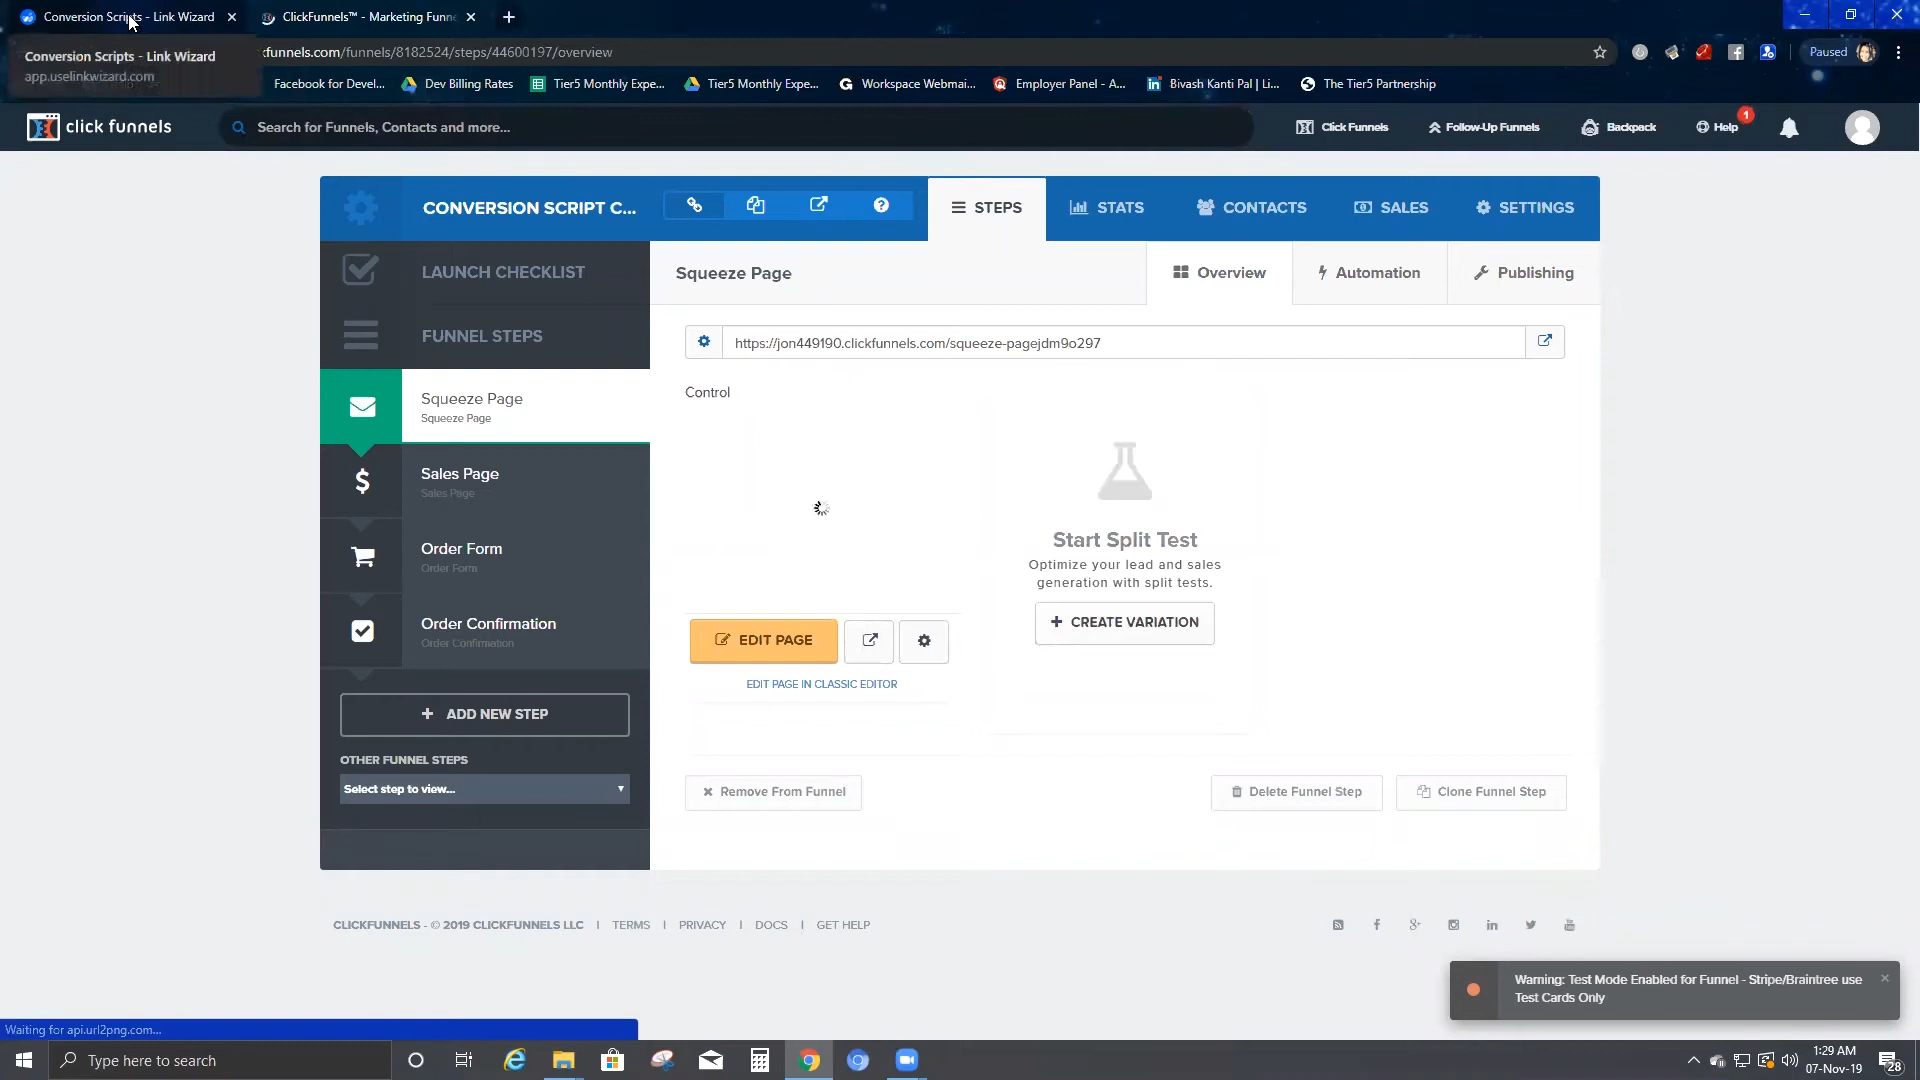 Conversion Scripts - Link Wizard
ClickFunnels™ - Marketing Funne
Conversion Scripts - Link Wizard
app.uselinkwizard.com
kfunnels.com/funnels/8182524/steps/44600197/overview
Paused
Facebook for Devel...
Dev Billing Rates
Tier5 Monthly Expe...
Tier5 Monthly Expe...
Workspace Webmai...
Employer Panel - A...
Bivash Kanti Pal | Li...
The Tier5 Partnership
click funnels
Search for Funnels, Contacts and more...
Click Funnels
Follow-Up Funnels
Backpack
Help
1
CONVERSION SCRIPT C...
STEPS
STATS
CONTACTS
SALES
SETTINGS
LAUNCH CHECKLIST
FUNNEL STEPS
Squeeze Page
Squeeze Page
Sales Page
Sales Page
Order Form
Order Form
Order Confirmation
Order Confirmation
+ ADD NEW STEP
OTHER FUNNEL STEPS
Select step to view...
Squeeze Page
Overview
Automation
Publishing
https://jon449190.clickfunnels.com/squeeze-pagejdm9o297
Control
EDIT PAGE
EDIT PAGE IN CLASSIC EDITOR
Start Split Test
Optimize your lead and sales
generation with split tests.
+ CREATE VARIATION
Remove From Funnel
Delete Funnel Step
Clone Funnel Step
CLICKFUNNELS - © 2019 CLICKFUNNELS LLC | TERMS | PRIVACY | DOCS | GET HELP
Warning: Test Mode Enabled for Funnel - Stripe/Braintree use
Test Cards Only
Waiting for api.url2png.com...
Type here to search
1:29 AM
07-Nov-19
28